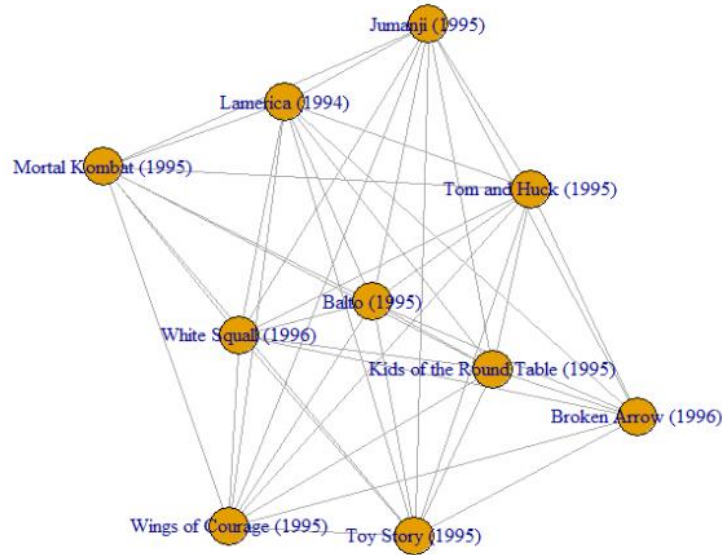 Jumanji (1995)
Lamerica (1994)
Mortal Kombat (1995)
Tom and Huck (1995)
Balto (1995)
White Squall (1996)
Kids of the Round Table (1995)
Broken Arrow (1996)
Wings of Courage (1995)
Toy Story (1995)